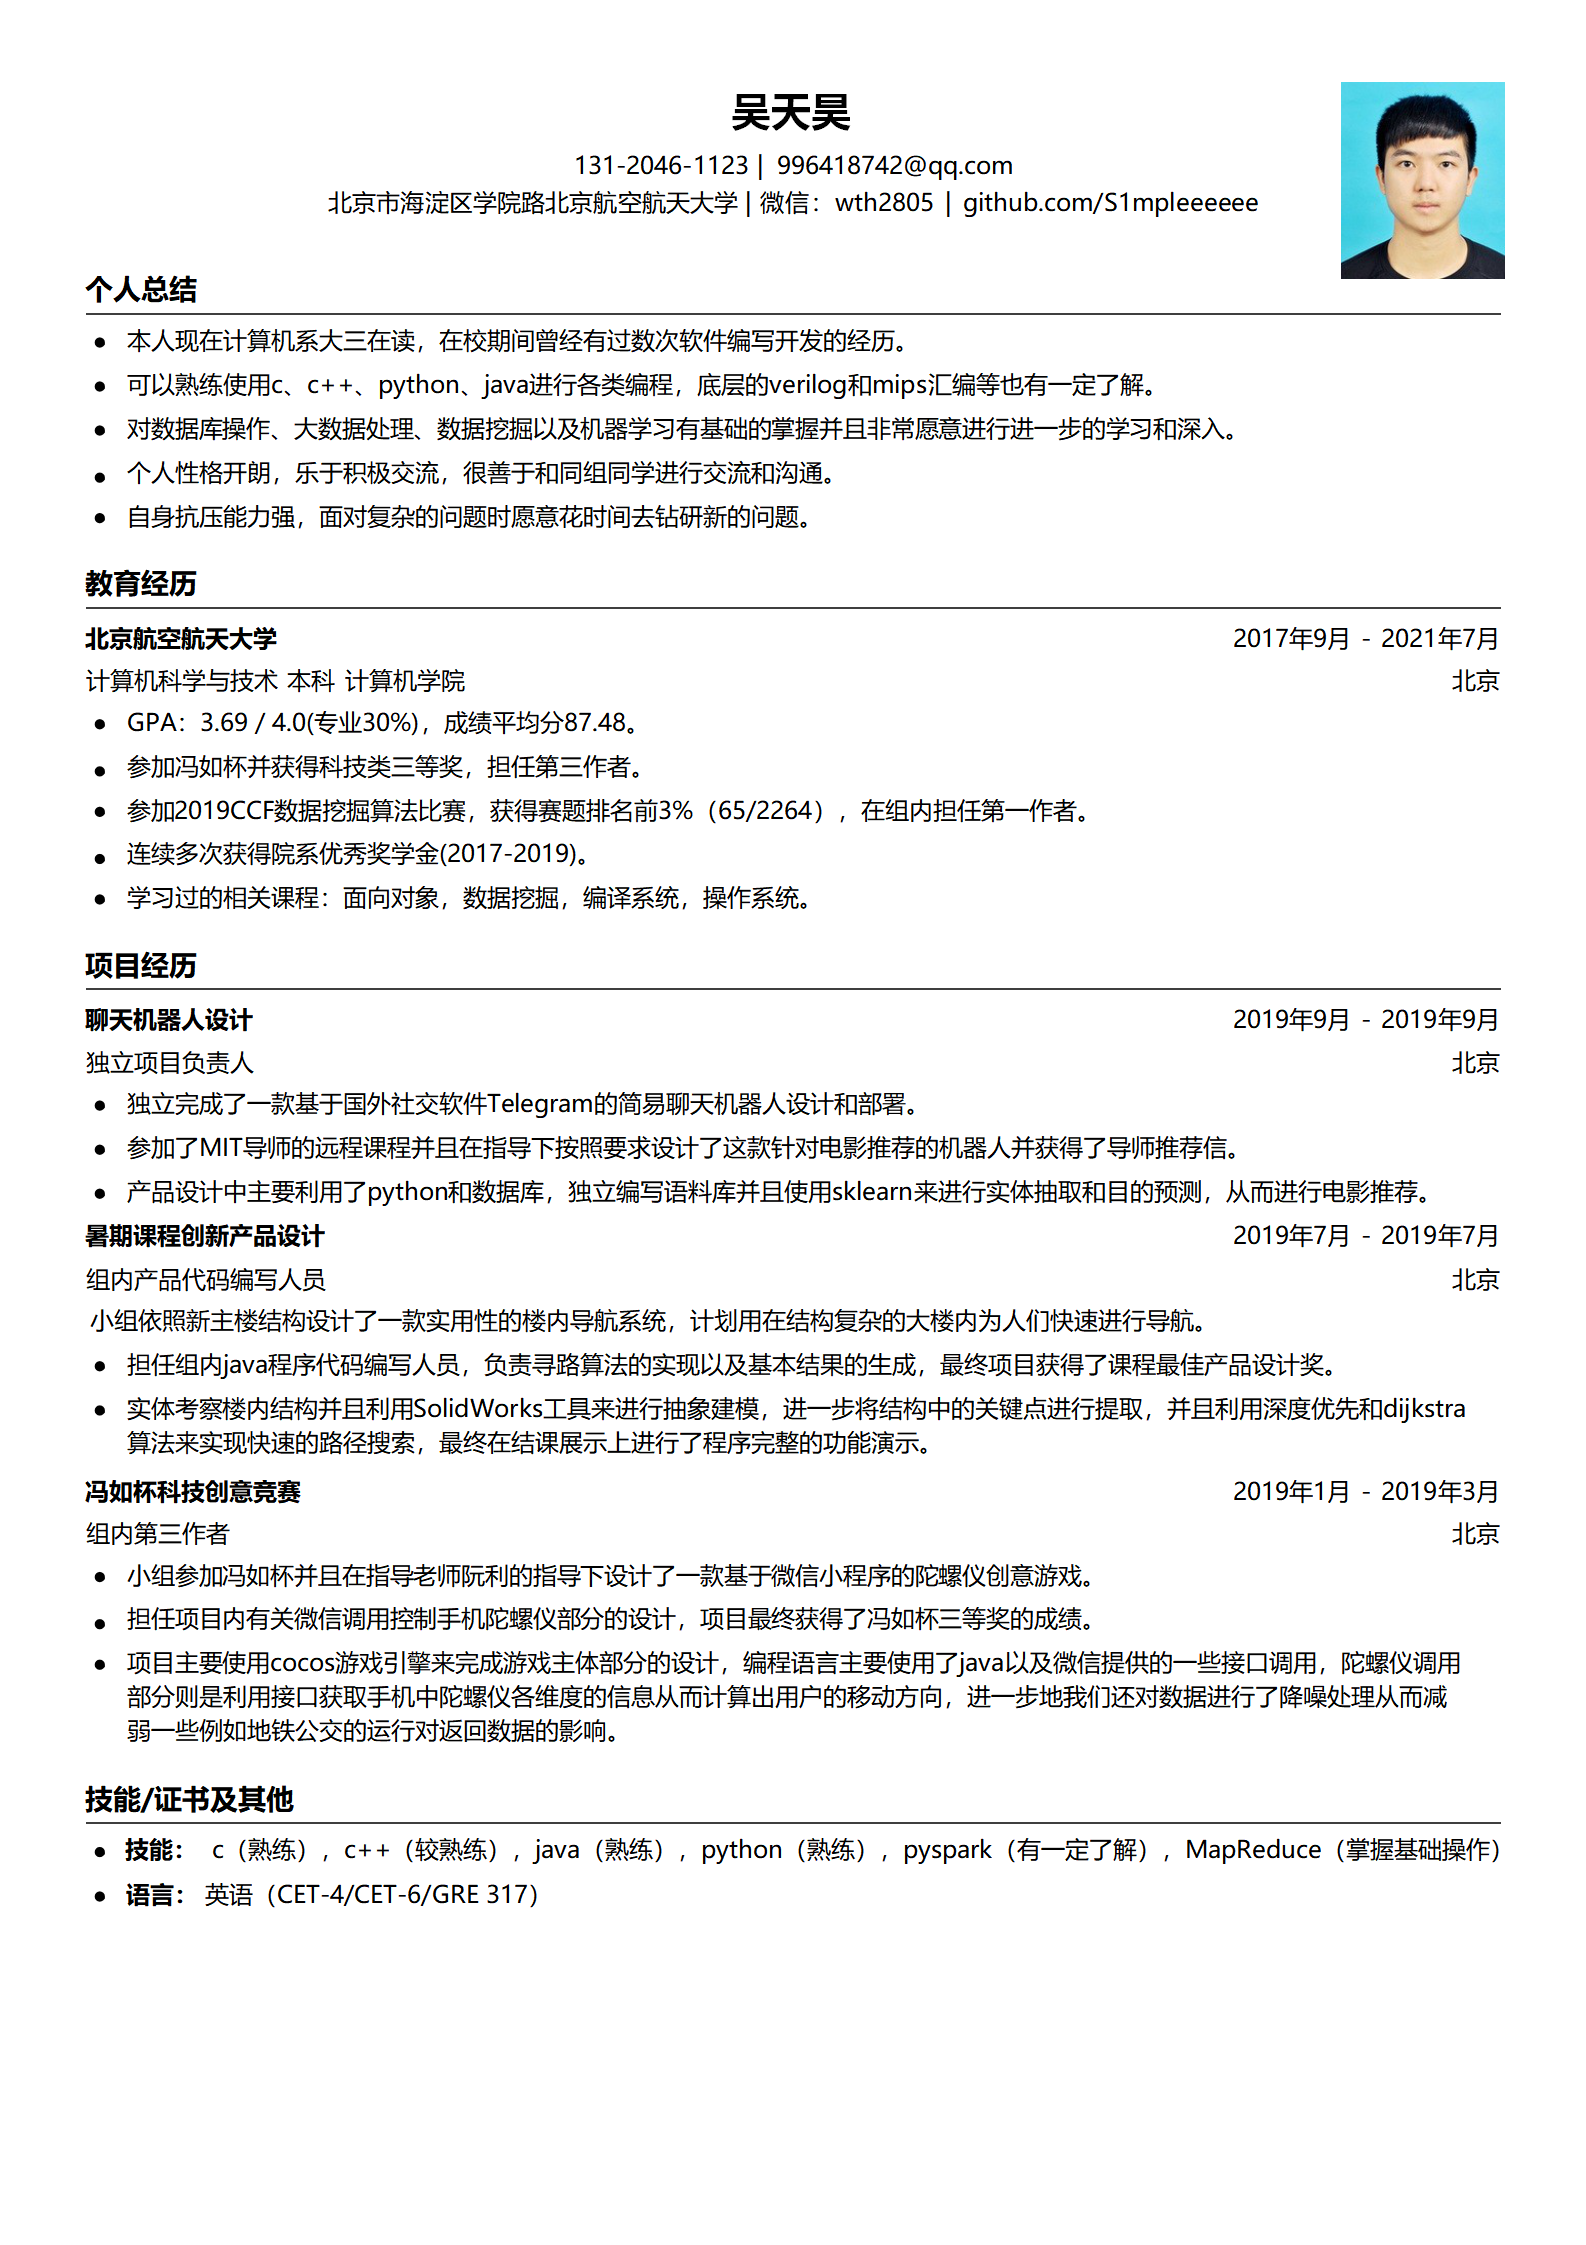 吴天昊
131-2046-1123 | 996418742@qq.com
北京市海淀区学院路北京航空航天大学 | 微信：wth2805 | github.com/S1mpleeeeee
个人总结
● 本人现在计算机系大三在读，在校期间曾经有过数次软件编写开发的经历。
● 可以熟练使用c、c++、python、java进行各类编程，底层的verilog和mips汇编等也有一定了解。
● 对数据库操作、大数据处理、数据挖掘以及机器学习有基础的掌握并且非常愿意进行进一步的学习和深入。
● 个人性格开朗，乐于积极交流，很善于和同组同学进行交流和沟通。
● 自身抗压能力强，面对复杂的问题时愿意花时间去钻研新的问题。
教育经历
北京航空航天大学 2017年9月 - 2021年7月
计算机科学与技术 本科 计算机学院 北京
● GPA：3.69 / 4.0(专业30%)，成绩平均分87.48。
● 参加冯如杯并获得科技类三等奖，担任第三作者。
● 参加2019CCF数据挖掘算法比赛，获得赛题排名前3%（65/2264），在组内担任第一作者。
● 连续多次获得院系优秀奖学金(2017-2019)。
● 学习过的相关课程：面向对象，数据挖掘，编译系统，操作系统。
项目经历
聊天机器人设计 2019年9月 - 2019年9月
独立项目负责人 北京
● 独立完成了一款基于国外社交软件Telegram的简易聊天机器人设计和部署。
● 参加了MIT导师的远程课程并且在指导下按照要求设计了这款针对电影推荐的机器人并获得了导师推荐信。
● 产品设计中主要利用了python和数据库，独立编写语料库并且使用sklearn来进行实体抽取和目的预测，从而进行电影推荐。
暑期课程创新产品设计 2019年7月 - 2019年7月
组内产品代码编写人员 北京
小组依照新主楼结构设计了一款实用性的楼内导航系统，计划用在结构复杂的大楼内为人们快速进行导航。
● 担任组内java程序代码编写人员，负责寻路算法的实现以及基本结果的生成，最终项目获得了课程最佳产品设计奖。
● 实体考察楼内结构并且利用SolidWorks工具来进行抽象建模，进一步将结构中的关键点进行提取，并且利用深度优先和dijkstra
算法来实现快速的路径搜索，最终在结课展示上进行了程序完整的功能演示。
冯如杯科技创意竞赛 2019年1月 - 2019年3月
组内第三作者 北京
● 小组参加冯如杯并且在指导老师阮利的指导下设计了一款基于微信小程序的陀螺仪创意游戏。
● 担任项目内有关微信调用控制手机陀螺仪部分的设计，项目最终获得了冯如杯三等奖的成绩。
● 项目主要使用cocos游戏引擎来完成游戏主体部分的设计，编程语言主要使用了java以及微信提供的一些接口调用，陀螺仪调用
部分则是利用接口获取手机中陀螺仪各维度的信息从而计算出用户的移动方向，进一步地我们还对数据进行了降噪处理从而减
弱一些例如地铁公交的运行对返回数据的影响。
技能/证书及其他
● 技能： c（熟练），c++（较熟练），java（熟练），python（熟练），pyspark（有一定了解），MapReduce（掌握基础操作）
● 语言： 英语（CET-4/CET-6/GRE 317）